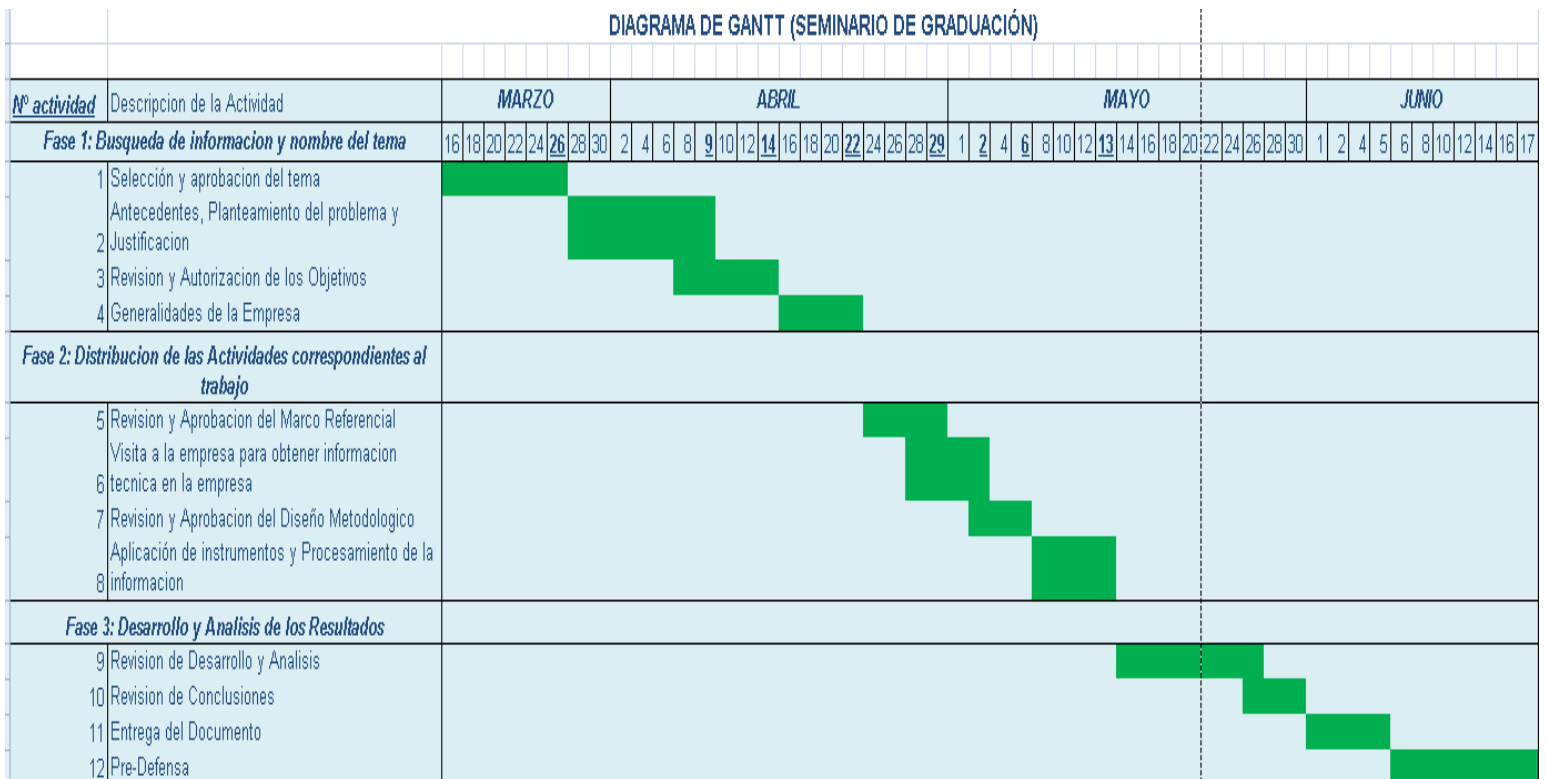 DIAGRAMA DE GANTT (SEMINARIO DE GRADUACIÓN)
Nº actividad Descripcion de la Actividad MARZO ABRIL MAYO JUNIO
Fase 1: Busqueda de informacion y nombre del tema 16 18 20 22 24 26 28 30 2 4 6 8 9 10 12 14 16 18 20 22 24 26 28 29 1 2 4 6 8 10 12 13 14 16 18 20 22 24 26 28 30 1 2 4 5 6 8 10 12 14 16 17
1 Selección y aprobacion del tema
Antecedentes, Planteamiento del problema y
2 Justificacion
3 Revision y Autorizacion de los Objetivos
4 Generalidades de la Empresa
Fase 2: Distribucion de las Actividades correspondientes al
trabajo
5 Revision y Aprobacion del Marco Referencial
Visita a la empresa para obtener informacion
6 tecnica en la empresa
7 Revision y Aprobacion del Diseño Metodologico
Aplicación de instrumentos y Procesamiento de la
8 informacion
Fase 3: Desarrollo y Analisis de los Resultados
9 Revision de Desarrollo y Analisis
10 Revision de Conclusiones
11 Entrega del Documento
12 Pre-Defensa